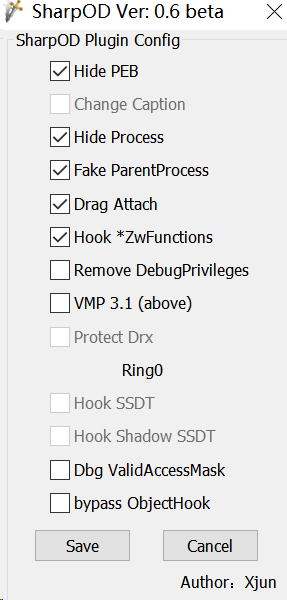 SharpOD Ver: 0.6 beta
SharpOD Plugin Config
Hide PEB
Change Caption
Hide Process
Fake ParentProcess
Drag Attach
Hook *ZwFunctions
Remove DebugPrivileges
VMP 3.1 (above)
Protect Drx
Ring0
Hook SSDT
Hook Shadow SSDT
Dbg ValidAccessMask
bypass ObjectHook
Save Cancel
Author：Xjun